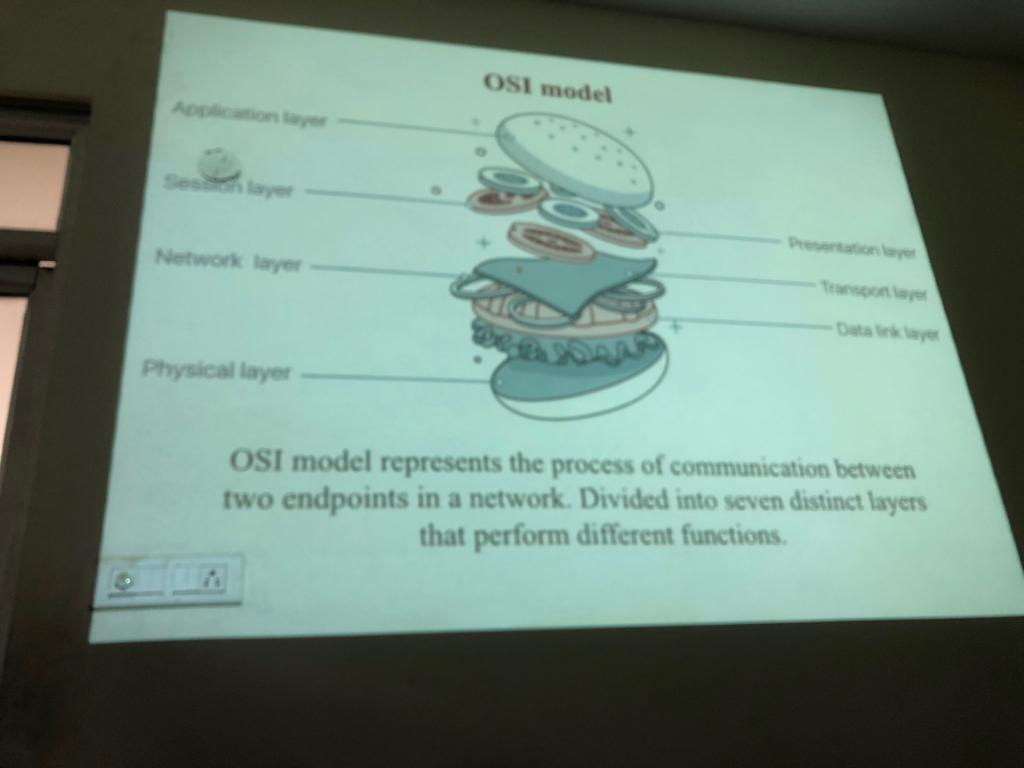 OSI model
Application layer
Session layer
Presentation layer
Network layer
Transport layer
Data link layer
Physical layer
OSI model represents the process of communication between
two endpoints in a network. Divided into seven distinct layers
that perform different functions.